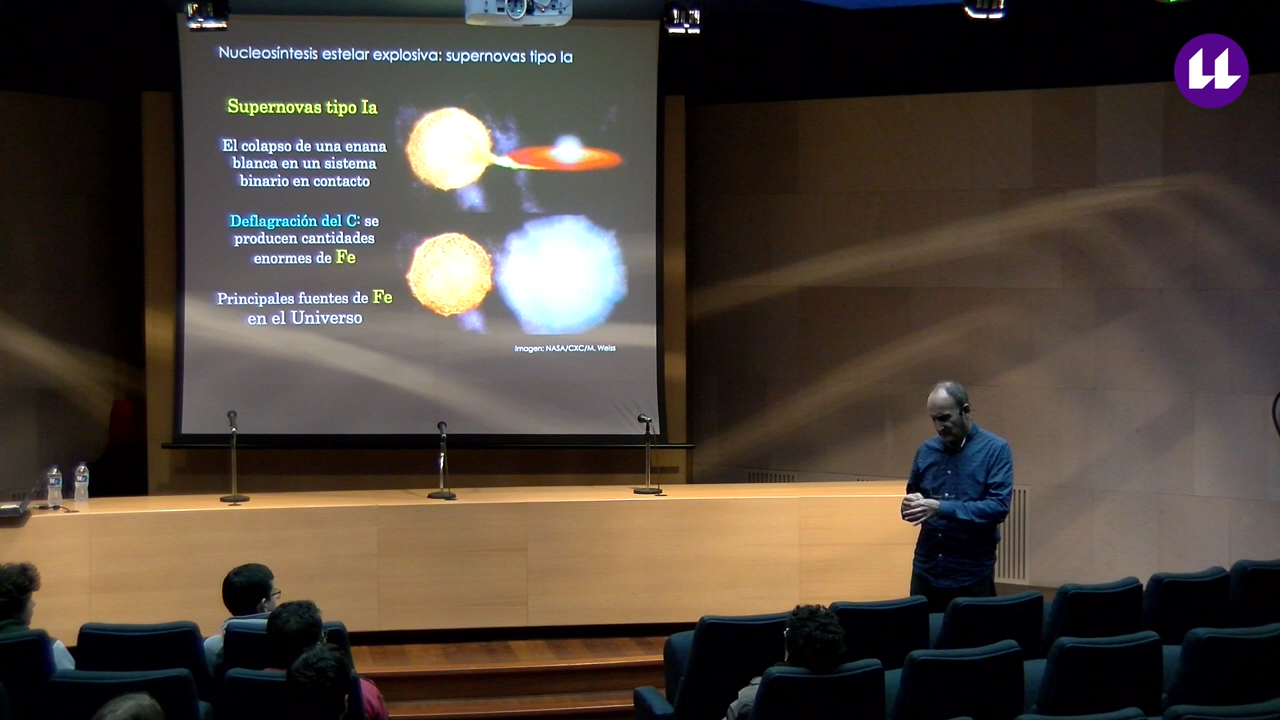 Nucleosíntesis estelar explosiva: supernovas tipo Ia
Supernovas tipo Ia
El colapso de una enana
blanca en un sistema
binario en contacto
Deflagración del C: se
producen cantidades
enormes de Fe
Principales fuentes de Fe
en el Universo
Imagen: NASA/CXC/M. Weiss